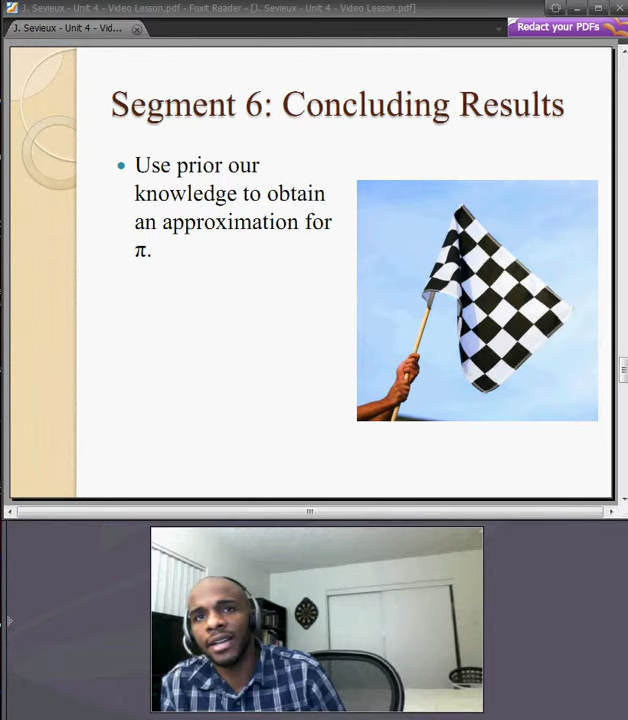 J. Sevieux - Unit 4 - Video Lesson.pdf - Foxit Reader - [J. Sevieux - Unit 4 - Video Lesson.pdf]
J. Sevieux - Unit 4 - Vid...
Redact your PDFs
Segment 6: Concluding Results
Use prior our
knowledge to obtain
an approximation for
π.